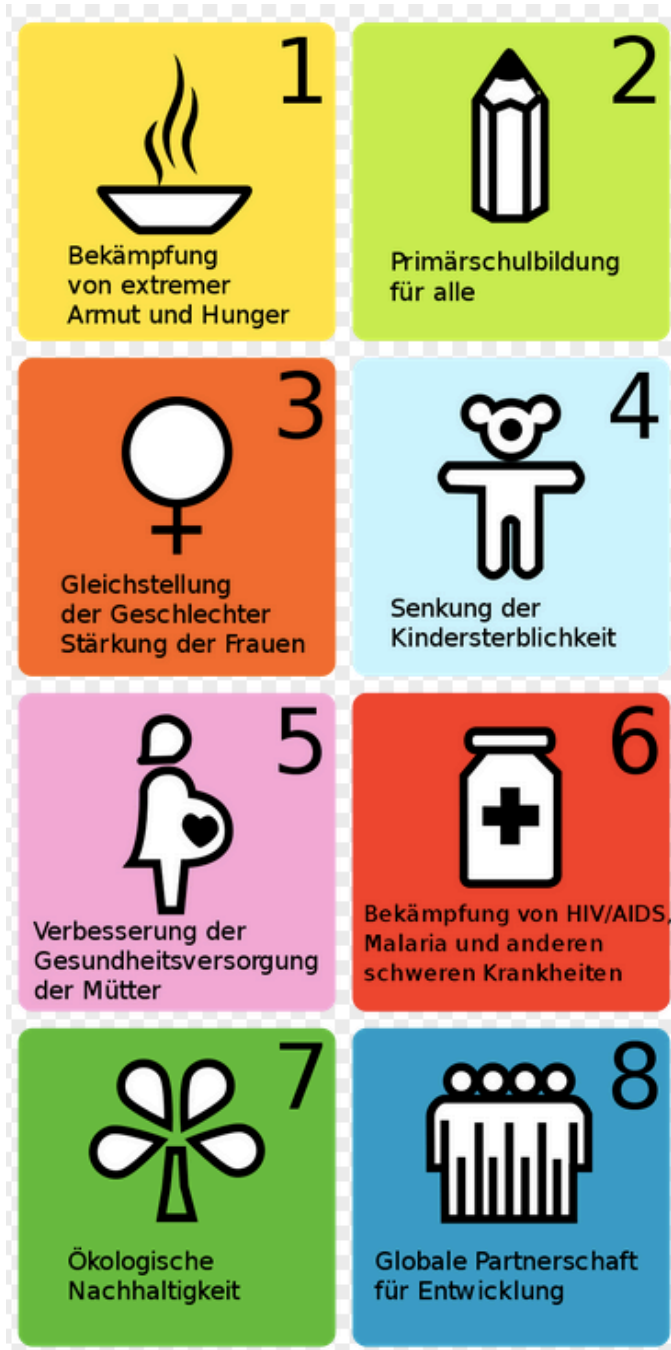 1
Bekämpfung
von extremer
Armut und Hunger
2
Primärschulbildung
für alle
3
Gleichstellung
der Geschlechter
Stärkung der Frauen
4
Senkung der
Kindersterblichkeit
5
Verbesserung der
Gesundheitsversorgung
der Mütter
6
Bekämpfung von HIV/AIDS,
Malaria und anderen
schweren Krankheiten
7
Ökologische
Nachhaltigkeit
8
Globale Partnerschaft
für Entwicklung